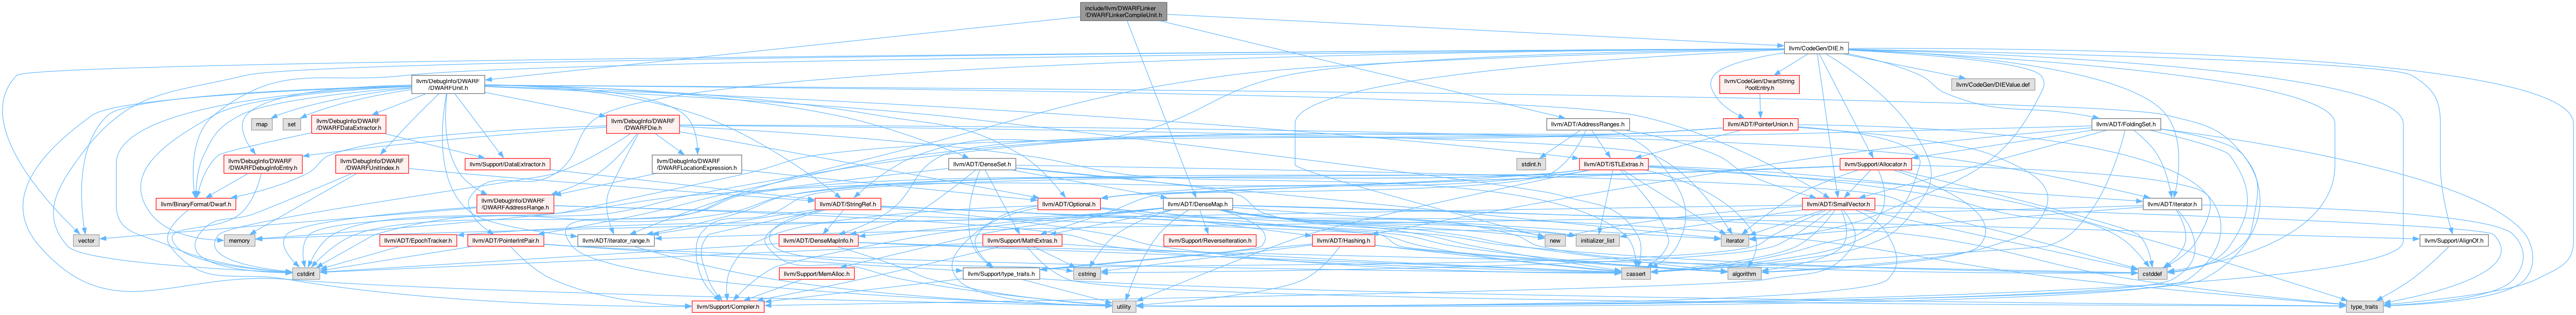 include/llvm/DWARFLinker
/DWARFLinkerCompileUnit.h
llvm/CodeGen/DIE.h
llvm/DebugInfo/DWARF
/DWARFUnit.h
llvm/CodeGen/DwarfString
PoolEntry.h
llvm/CodeGen/DIEValue.def
map
set
llvm/DebugInfo/DWARF
/DWARFDataExtractor.h
llvm/DebugInfo/DWARF
/DWARFDie.h
llvm/ADT/AddressRanges.h
llvm/ADT/PointerUnion.h
llvm/ADT/FoldingSet.h
llvm/DebugInfo/DWARF
/DWARFDebugInfoEntry.h
llvm/DebugInfo/DWARF
/DWARFUnitIndex.h
llvm/Support/DataExtractor.h
llvm/DebugInfo/DWARF
/DWARFLocationExpression.h
llvm/ADT/DenseSet.h
stdint.h
llvm/ADT/STLExtras.h
llvm/Support/Allocator.h
llvm/BinaryFormat/Dwarf.h
llvm/DebugInfo/DWARF
/DWARFAddressRange.h
llvm/ADT/StringRef.h
llvm/ADT/Optional.h
llvm/ADT/DenseMap.h
llvm/ADT/SmallVector.h
llvm/ADT/iterator.h
vector
memory
llvm/ADT/EpochTracker.h
llvm/ADT/PointerIntPair.h
llvm/ADT/iterator_range.h
llvm/ADT/DenseMapInfo.h
llvm/Support/MathExtras.h
llvm/Support/ReverseIteration.h
llvm/ADT/Hashing.h
new
initializer_list
iterator
llvm/Support/AlignOf.h
cstdint
llvm/Support/MemAlloc.h
llvm/Support/type_traits.h
cstring
cassert
algorithm
cstddef
llvm/Support/Compiler.h
utility
type_traits